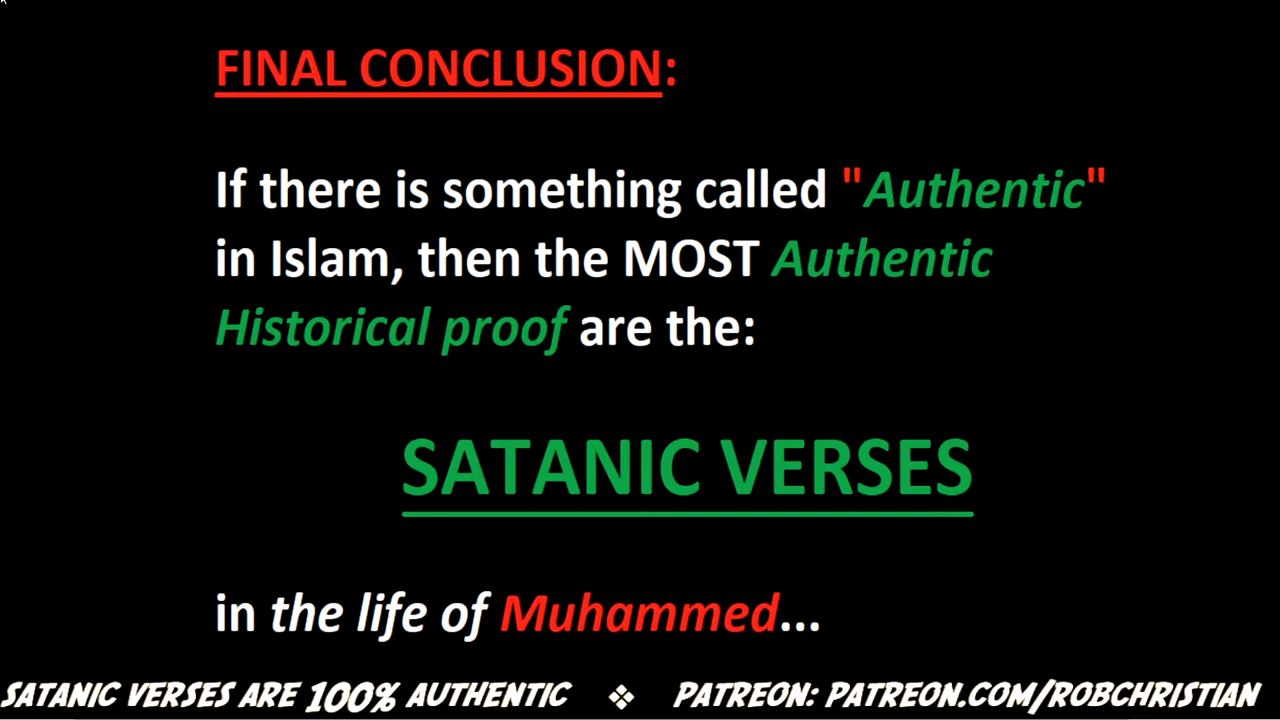 FINAL CONCLUSION:
If there is something called "Authentic"
in Islam, then the MOST Authentic
Historical proof are the:
SATANIC VERSES
in the life of Muhammed...
SATANIC VERSES ARE 100% AUTHENTIC ❖ PATREON: PATREON.COM/ROBCHRISTIAN